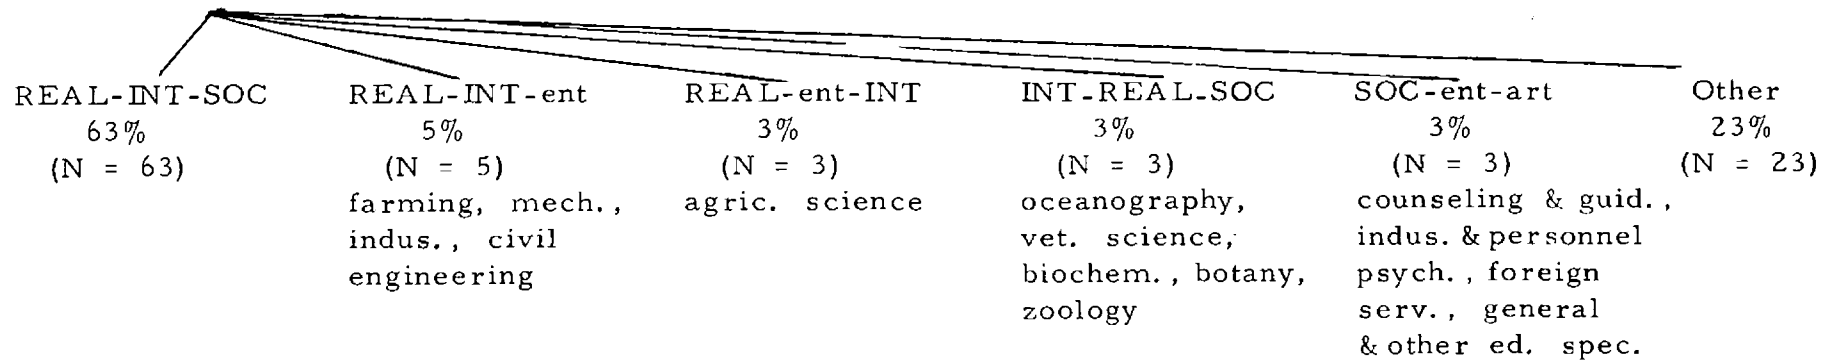 REAL-INT-SOC REAL-INT-ent REAL-ent-INT INT-REAL-SOC SOC-ent-art Other
63% 5% 3% 3% 3% 23%
(N = 63) (N = 5) (N = 3) (N = 3) (N = 3) (N = 23)
farming, mech., agric. science oceanography, counseling & guid.,
indus., civil vet. science, indus. & personnel
engineering biochem., botany, psych., foreign
zoology serv., general
& other ed. spec.